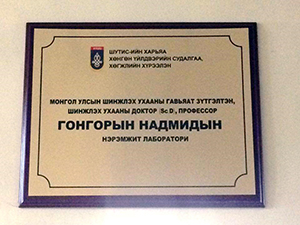 ШУТИС-ИЙН ХАРЬЯА
ХӨНГӨН ҮЙЛДВЭРИЙН СУДАЛГАА,
ХӨГЖЛИЙН ХҮРЭЭЛЭН
МОНГОЛ УЛСЫН ШИНЖЛЭХ УХААНЫ ГАВЬЯАТ ЗҮТГЭЛТЭН,
ШИНЖЛЭХ УХААНЫ ДОКТОР (Sc D), ПРОФЕССОР
ГОНГОРЫН НАДМИДЫН
НЭРЭМЖИТ ЛАБОРАТОРИ